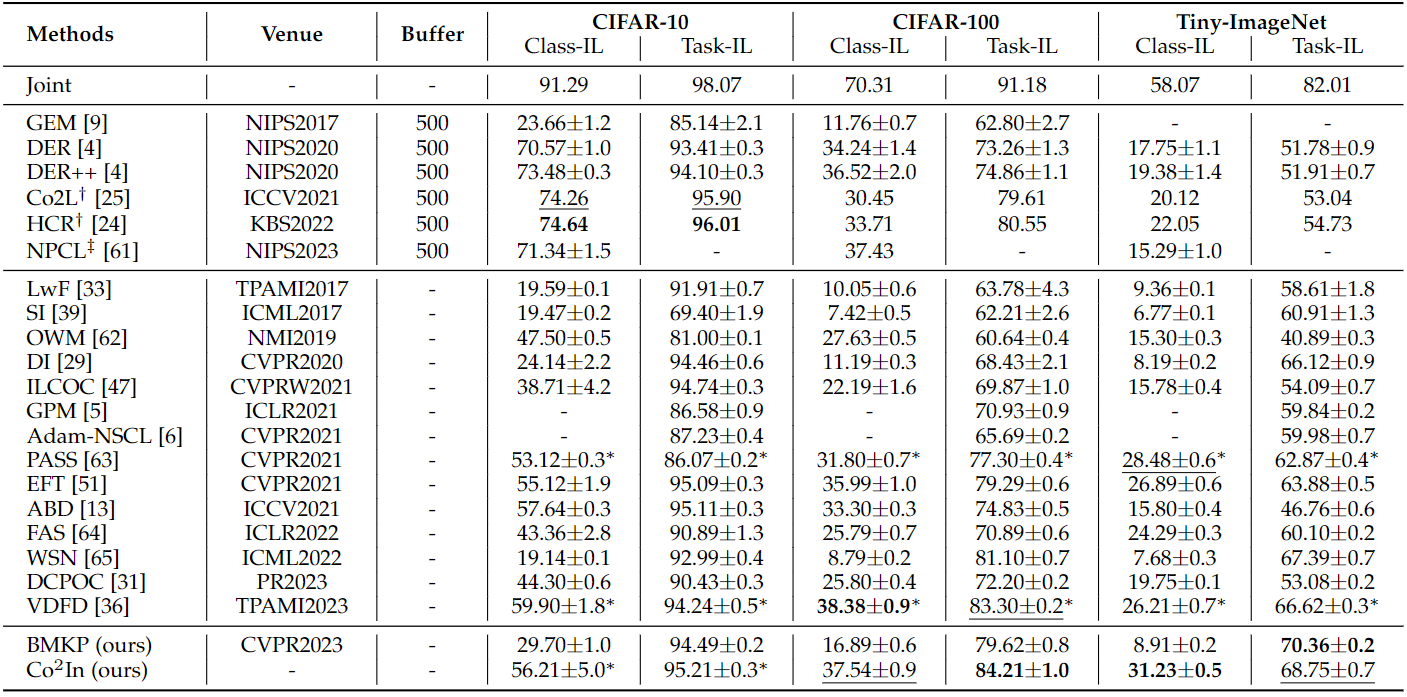 Methods Venue Buffer CIFAR-10 CIFAR-100 Tiny-ImageNet
Class-IL Task-IL Class-IL Task-IL Class-IL Task-IL
Joint - - 91.29 98.07 70.31 91.18 58.07 82.01
GEM [9] NIPS2017 500 23.66±1.2 85.14±2.1 11.76±0.7 62.80±2.7 - -
DER [4] NIPS2020 500 70.57±1.0 93.41±0.3 34.24±1.4 73.26±1.3 17.75±1.1 51.78±0.9
DER++ [4] NIPS2020 500 73.48±0.3 94.10±0.3 36.52±2.0 74.86±1.1 19.38±1.4 51.91±0.7
Co2L† [25] ICCV2021 500 74.26 95.90 30.45 79.61 20.12 53.04
HCR† [24] KBS2022 500 74.64 96.01 33.71 80.55 22.05 54.73
NPCL‡ [61] NIPS2023 500 71.34±1.5 - 37.43 - 15.29±1.0 -
LwF [33] TPAMI2017 - 19.59±0.1 91.91±0.7 10.05±0.6 63.78±4.3 9.36±0.1 58.61±1.8
SI [39] ICML2017 - 19.47±0.2 69.40±1.9 7.42±0.5 62.21±2.6 6.77±0.1 60.91±1.3
OWM [62] NMI2019 - 47.50±0.5 81.00±0.1 27.63±0.5 60.64±0.4 15.30±0.3 40.89±0.3
DI [29] CVPR2020 - 24.14±2.2 94.46±0.6 11.19±0.3 68.43±2.1 8.19±0.2 66.12±0.9
ILCOC [47] CVPRW2021 - 38.71±4.2 94.74±0.3 22.19±1.6 69.87±1.0 15.78±0.4 54.09±0.7
GPM [5] ICLR2021 - - 86.58±0.9 - 70.93±0.9 - 59.84±0.2
Adam-NSCL [6] CVPR2021 - - 87.23±0.4 - 65.69±0.2 - 59.98±0.7
PASS [63] CVPR2021 - 53.12±0.3* 86.07±0.2* 31.80±0.7* 77.30±0.4* 28.48±0.6* 62.87±0.4*
EFT [51] CVPR2021 - 55.12±1.9 95.09±0.3 35.99±1.0 79.29±0.6 26.89±0.6 63.88±0.5
ABD [13] ICCV2021 - 57.64±0.3 95.11±0.3 33.30±0.3 74.83±0.5 15.80±0.4 46.76±0.6
FAS [64] ICLR2022 - 43.36±2.8 90.89±1.3 25.79±0.7 70.89±0.6 24.29±0.3 60.10±0.2
WSN [65] ICML2022 - 19.14±0.1 92.99±0.4 8.79±0.2 81.10±0.7 7.68±0.3 67.39±0.7
DCPOC [31] PR2023 - 44.30±0.6 90.43±0.3 25.80±0.4 72.20±0.2 19.75±0.1 53.08±0.2
VDFD [36] TPAMI2023 - 59.90±1.8* 94.24±0.5* 38.38±0.9* 83.30±0.2* 26.21±0.7* 66.62±0.3*
BMKP (ours) CVPR2023 - 29.70±1.0 94.49±0.2 16.89±0.6 79.62±0.8 8.91±0.2 70.36±0.2
Co²In (ours) - - 56.21±5.0* 95.21±0.3* 37.54±0.9 84.21±1.0 31.23±0.5 68.75±0.7